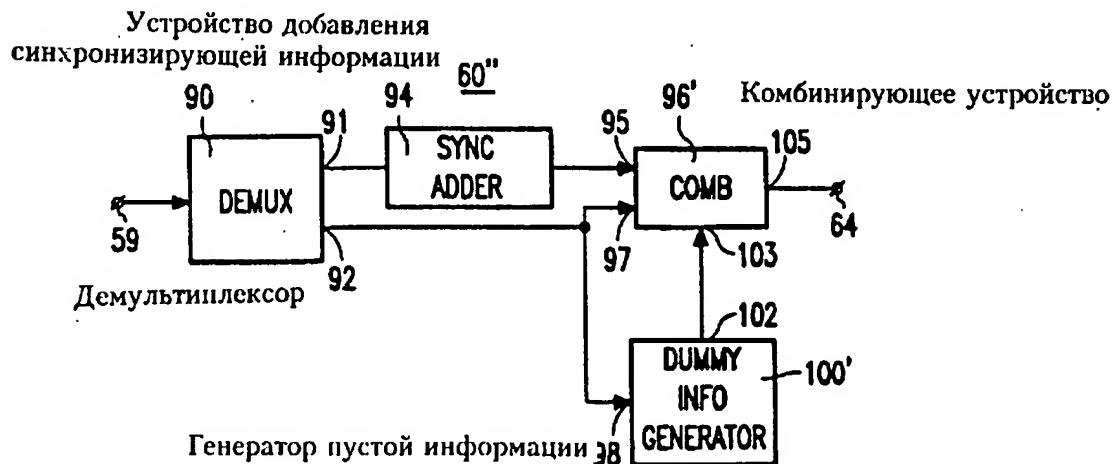 Устройство добавления
синхронизирующей информации
60"
90
91
94
95
96'
Комбинирующее устройство
105
DEMUX
SYNC
ADDER
COMB
59
92
97
103
64
Демультиплексор
102
DUMMY
INFO
GENERATOR
100'
Генератор пустой информации
98